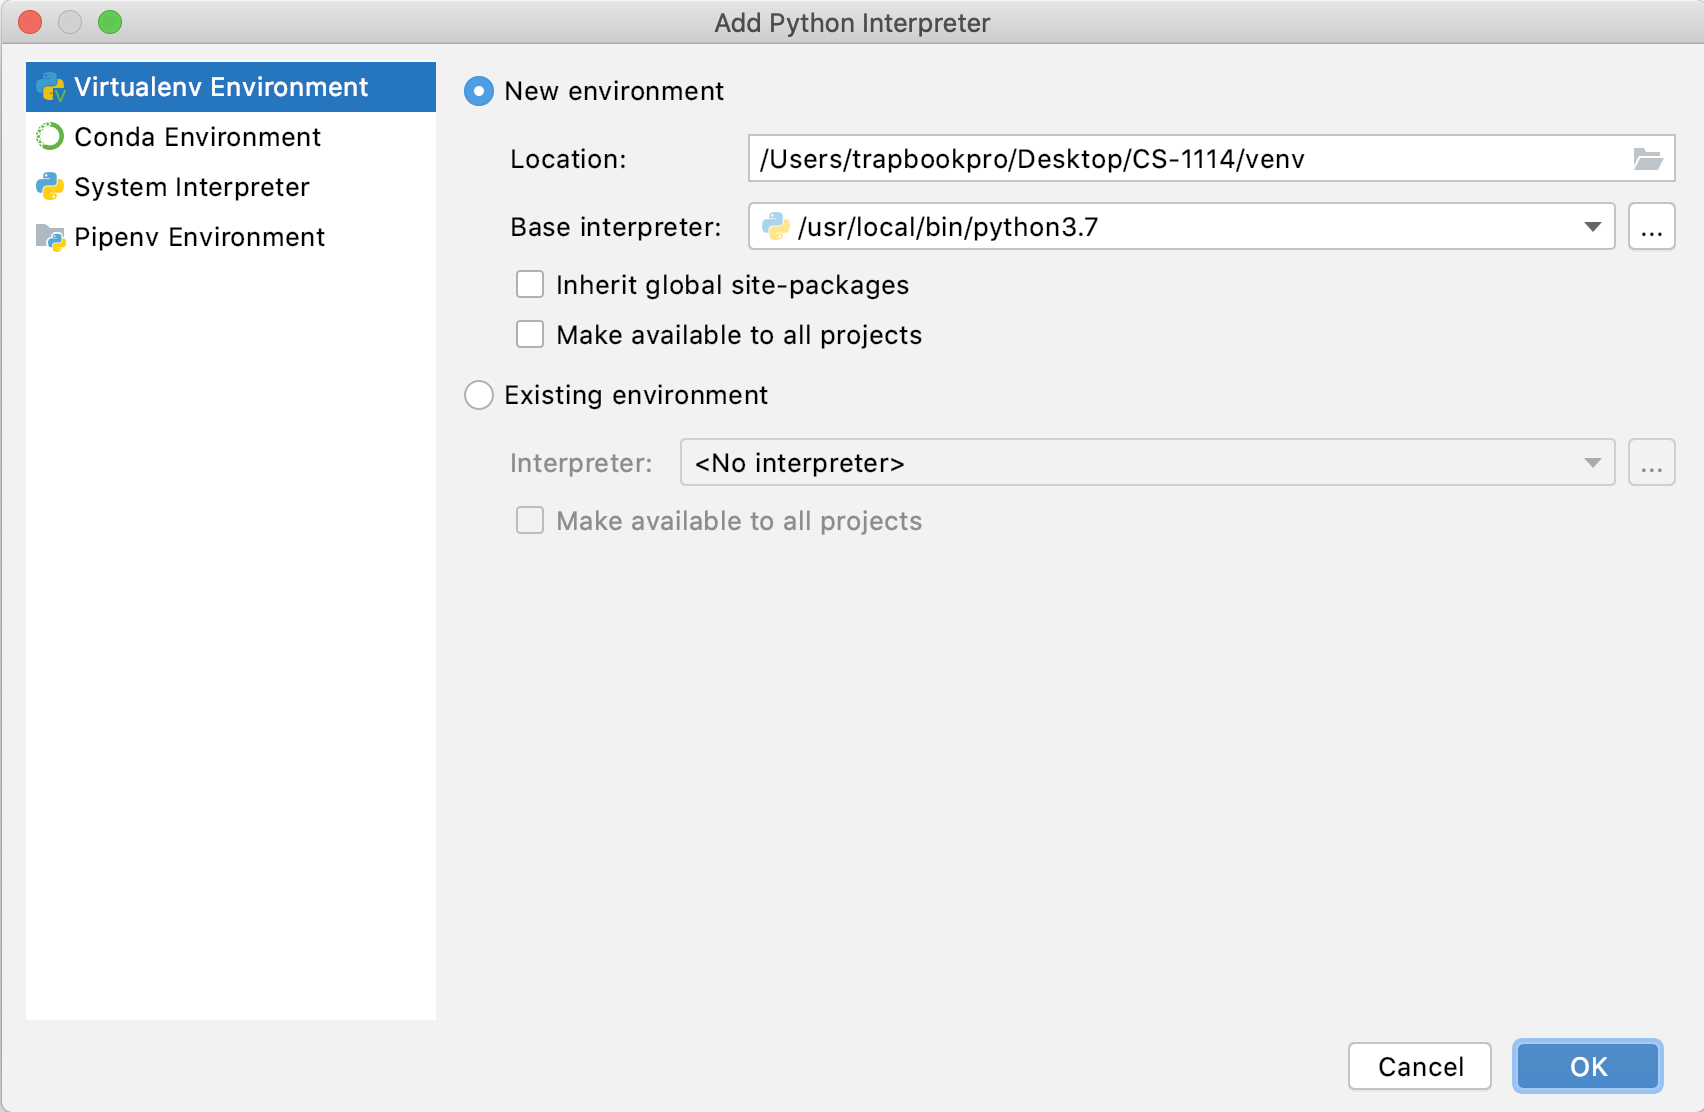 Add Python Interpreter
Virtualenv Environment
Conda Environment
System Interpreter
Pipenv Environment
New environment
Location: /Users/trapbookpro/Desktop/CS-1114/venv
Base interpreter: /usr/local/bin/python3.7 ...
Inherit global site-packages
Make available to all projects
Existing environment
Interpreter: <No interpreter> ...
Make available to all projects
Cancel OK